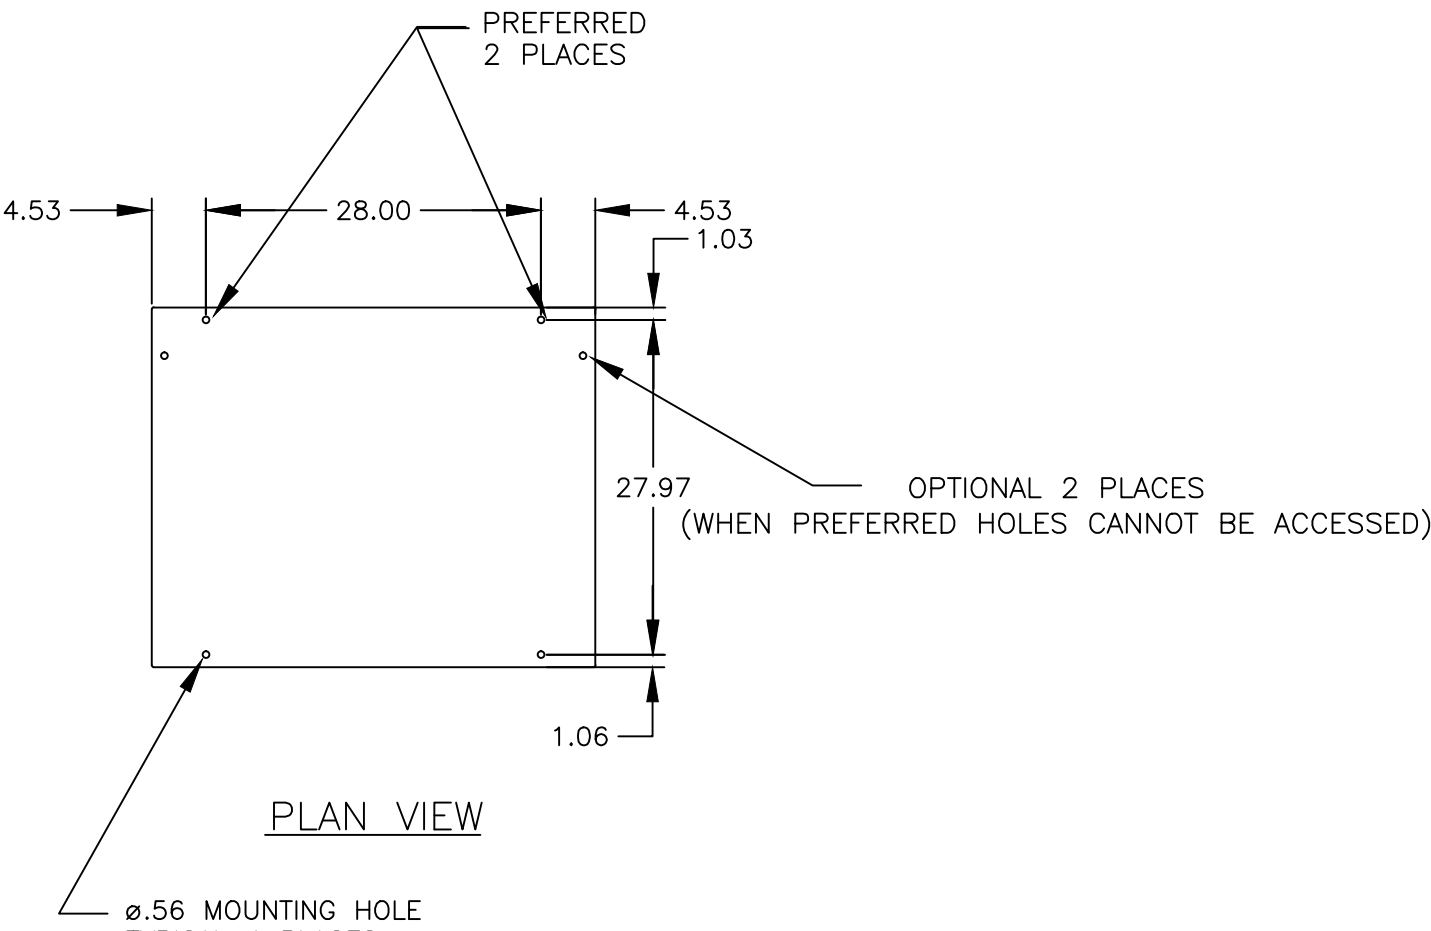 PREFERRED
2 PLACES
4.53
28.00
4.53
1.03
27.97
OPTIONAL 2 PLACES
(WHEN PREFERRED HOLES CANNOT BE ACCESSED)
1.06
PLAN VIEW
ø.56 MOUNTING HOLE